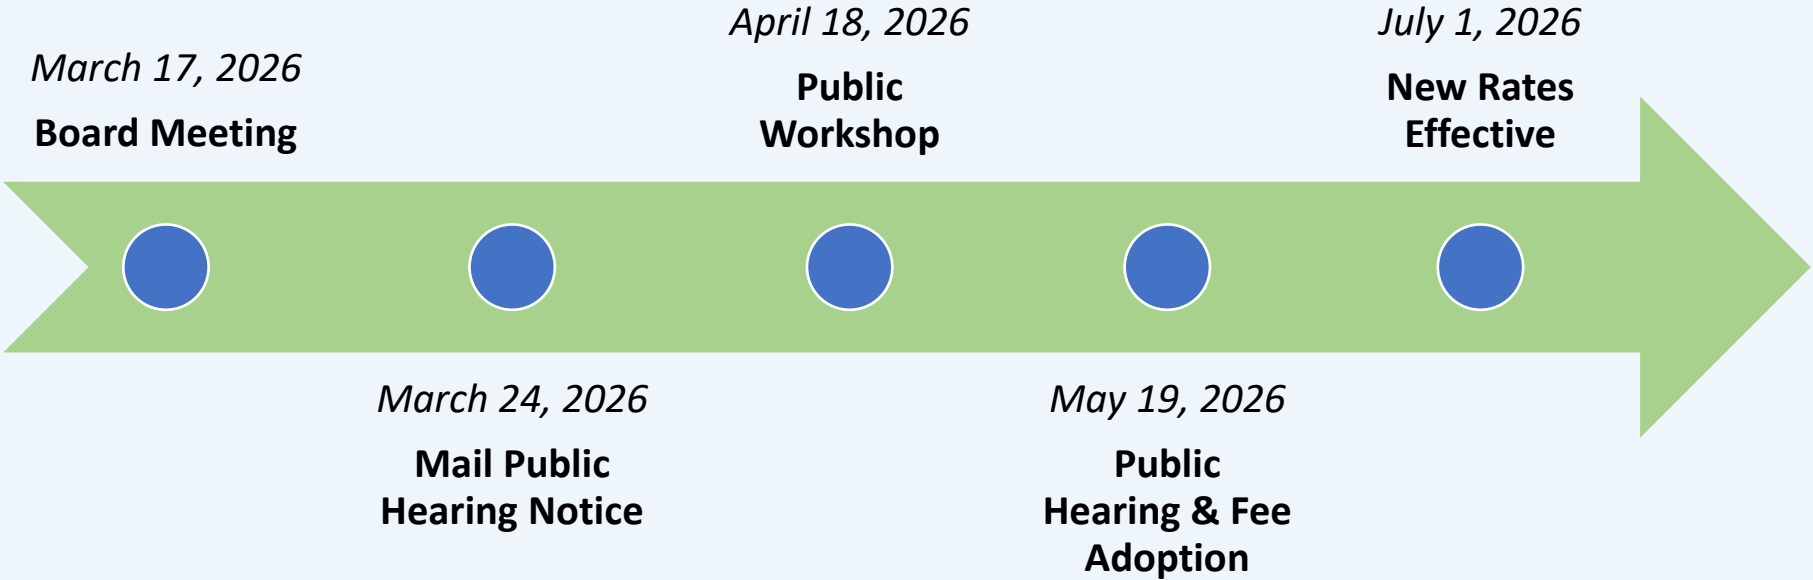 March 17, 2026
Board Meeting
March 24, 2026
Mail Public
Hearing Notice
April 18, 2026
Public
Workshop
May 19, 2026
Public
Hearing & Fee
Adoption
July 1, 2026
New Rates
Effective